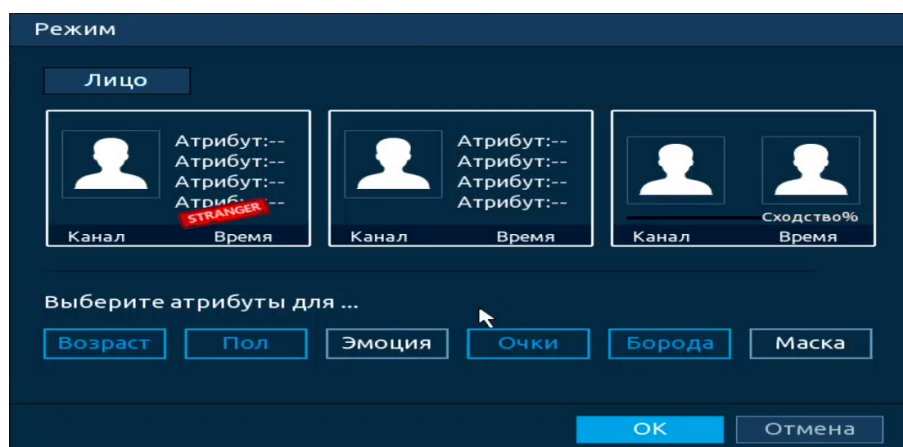 Режим
Лицо
Атрибут:--
Атрибут:--
Атрибут:--
Атрибут:--
STRANGER
Канал Время
Атрибут:--
Атрибут:--
Атрибут:--
Атрибут:--
Канал Время
Сходство%
Канал Время
Выберите атрибуты для ...
Возраст Пол Эмоция Очки Борода Маска
OK Отмена